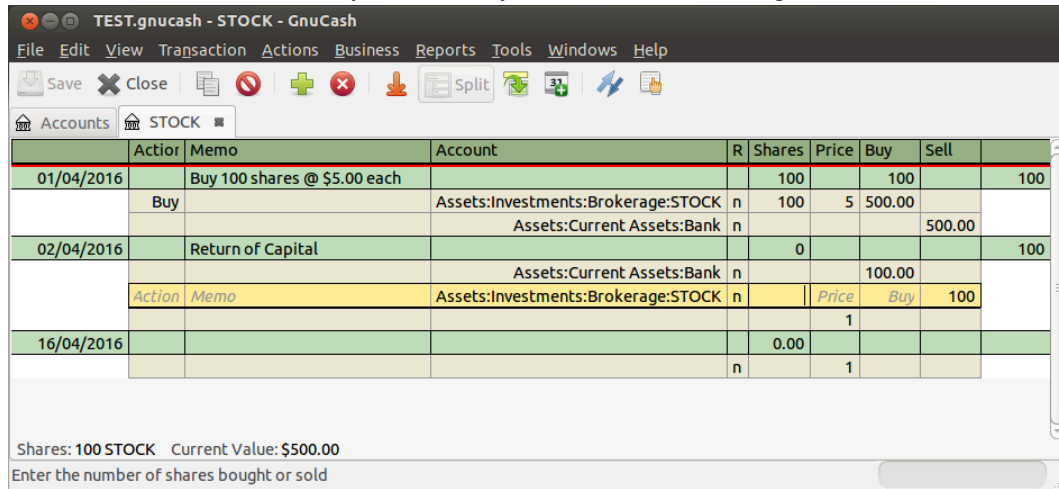 TEST.gnucash - STOCK - GnuCash
File Edit View Transaction Actions Business Reports Tools Windows Help
Save Close Split 31
Accounts STOCK
Action Memo Account R Shares Price Buy Sell
01/04/2016 Buy 100 shares @ $5.00 each 100 100 100
Buy Assets:Investments:Brokerage:STOCK n 100 5 500.00
Assets:Current Assets:Bank n 500.00
02/04/2016 Return of Capital 0 100
Assets:Current Assets:Bank n 100.00
Action Memo Assets:Investments:Brokerage:STOCK n Price Buy 100
1
16/04/2016 0.00
n 1
Shares: 100 STOCK Current Value: $500.00
Enter the number of shares bought or sold